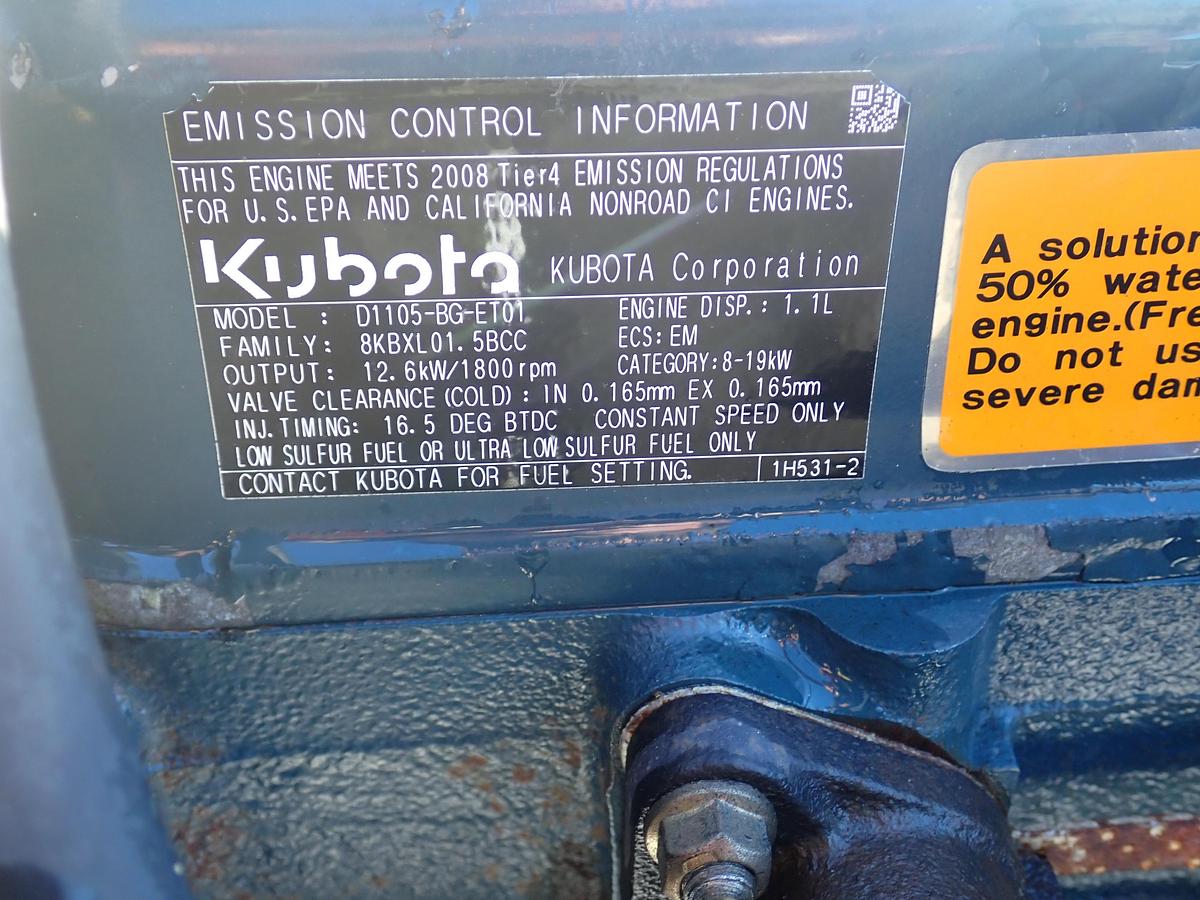 EMISSION CONTROL INFORMATION
THIS ENGINE MEETS 2008 Tier4 EMISSION REGULATIONS
FOR U.S.EPA AND CALIFORNIA NONROAD CI ENGINES.
Kubota KUBOTA Corporation
MODEL : D1105-BG-ET01 ENGINE DISP.: 1.1L
FAMILY: 8KBXL01.5BCC ECS:EM
OUTPUT: 12.6kW/1800rpm CATEGORY:8-19kW
VALVE CLEARANCE(COLD): IN 0.165mm EX 0.165mm
INJ.TIMING: 16.5 DEG BTDC CONSTANT SPEED ONLY
LOW SULFUR FUEL OR ULTRA LOW SULFUR FUEL ONLY
CONTACT KUBOTA FOR FUEL SETTING. 1H531-2
A solution
50% wate
engine.(Fre
Do not us
severe dam